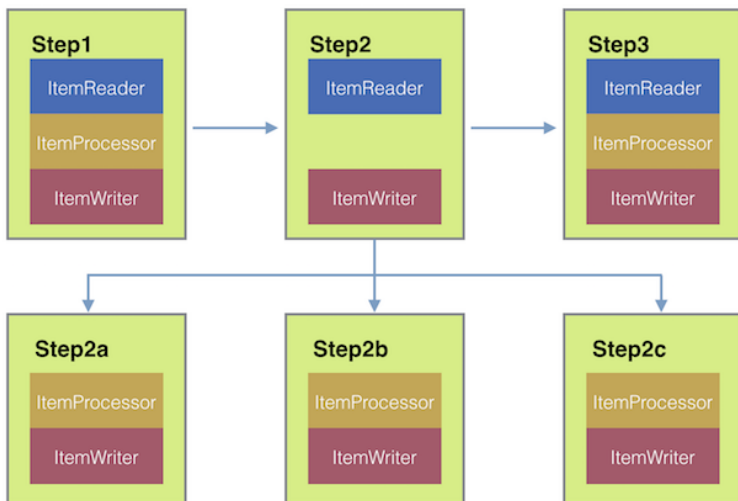 Step1
ItemReader
ItemProcessor
ItemWriter
Step2
ItemReader
ItemWriter
Step3
ItemReader
ItemProcessor
ItemWriter
Step2a
ItemProcessor
ItemWriter
Step2b
ItemProcessor
ItemWriter
Step2c
ItemProcessor
ItemWriter